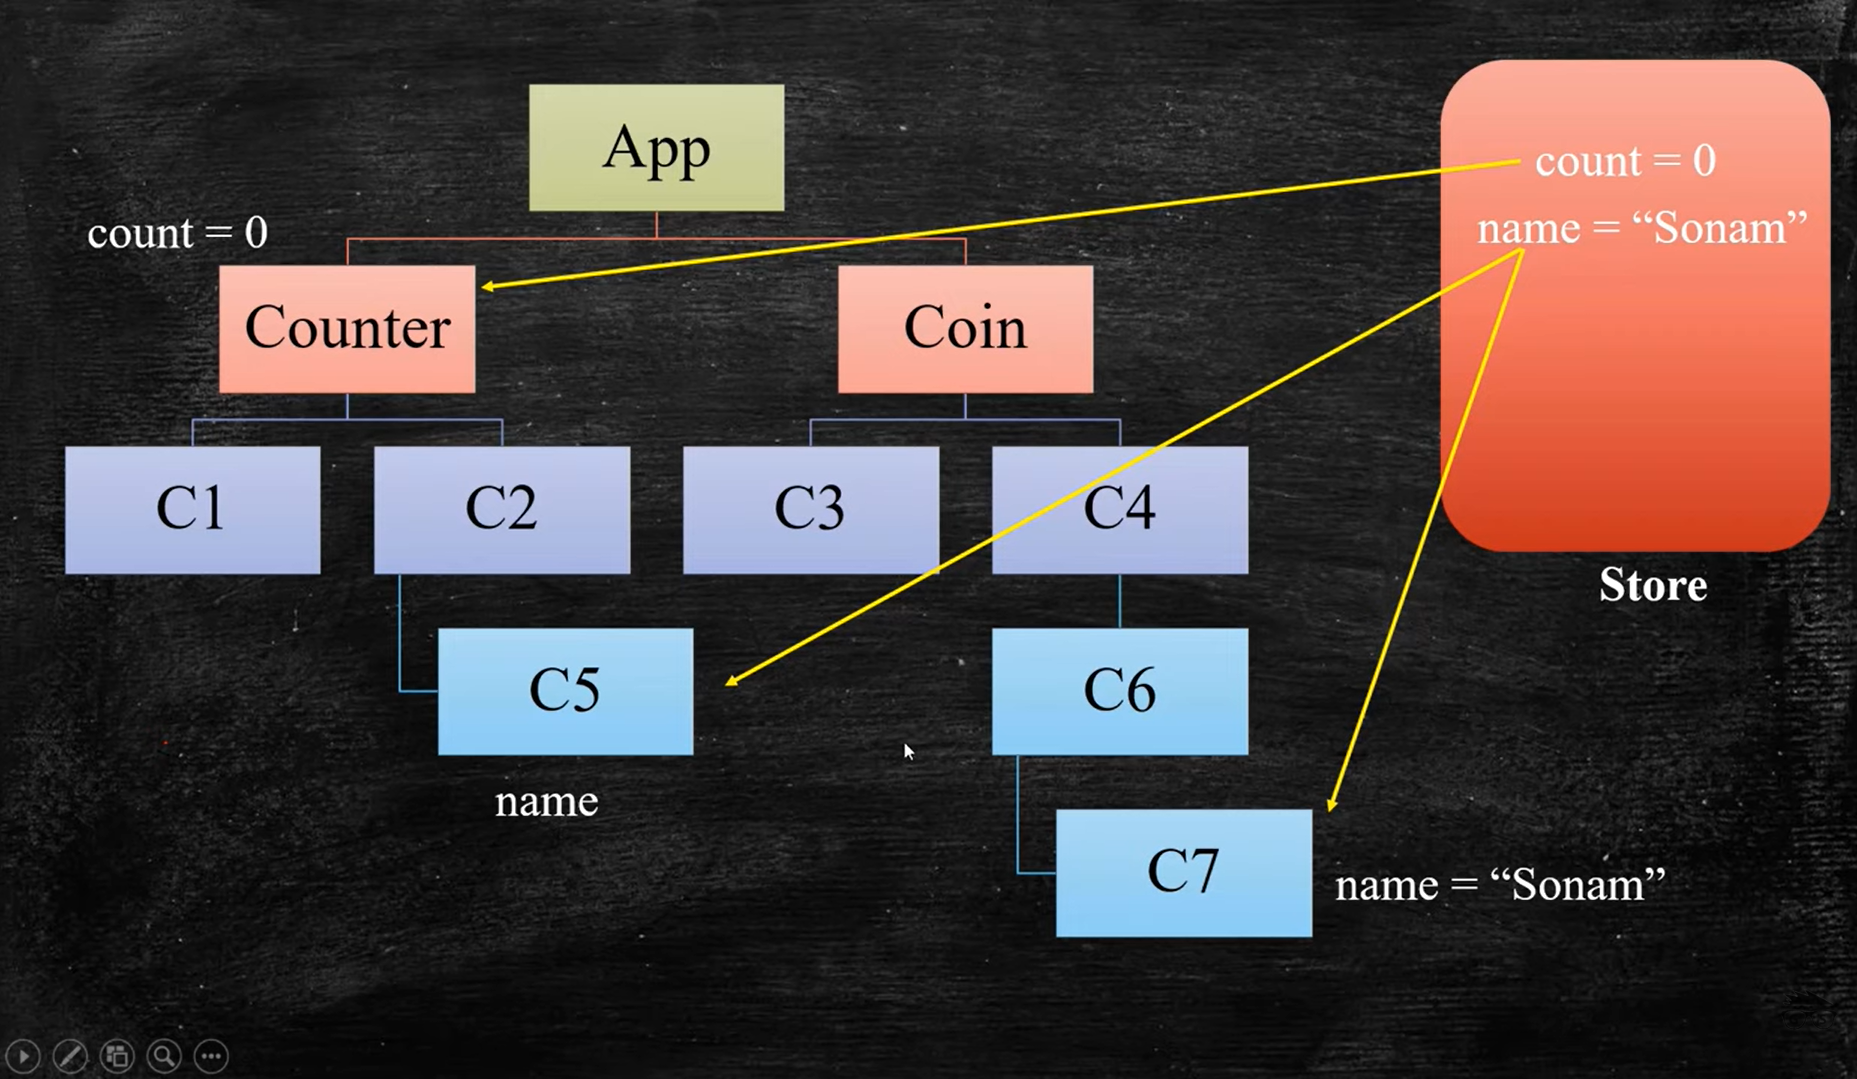 App
count = 0
name = “Sonam”
count = 0
Counter
Coin
C1
C2
C3
C4
Store
C5
C6
name
C7
name = “Sonam”